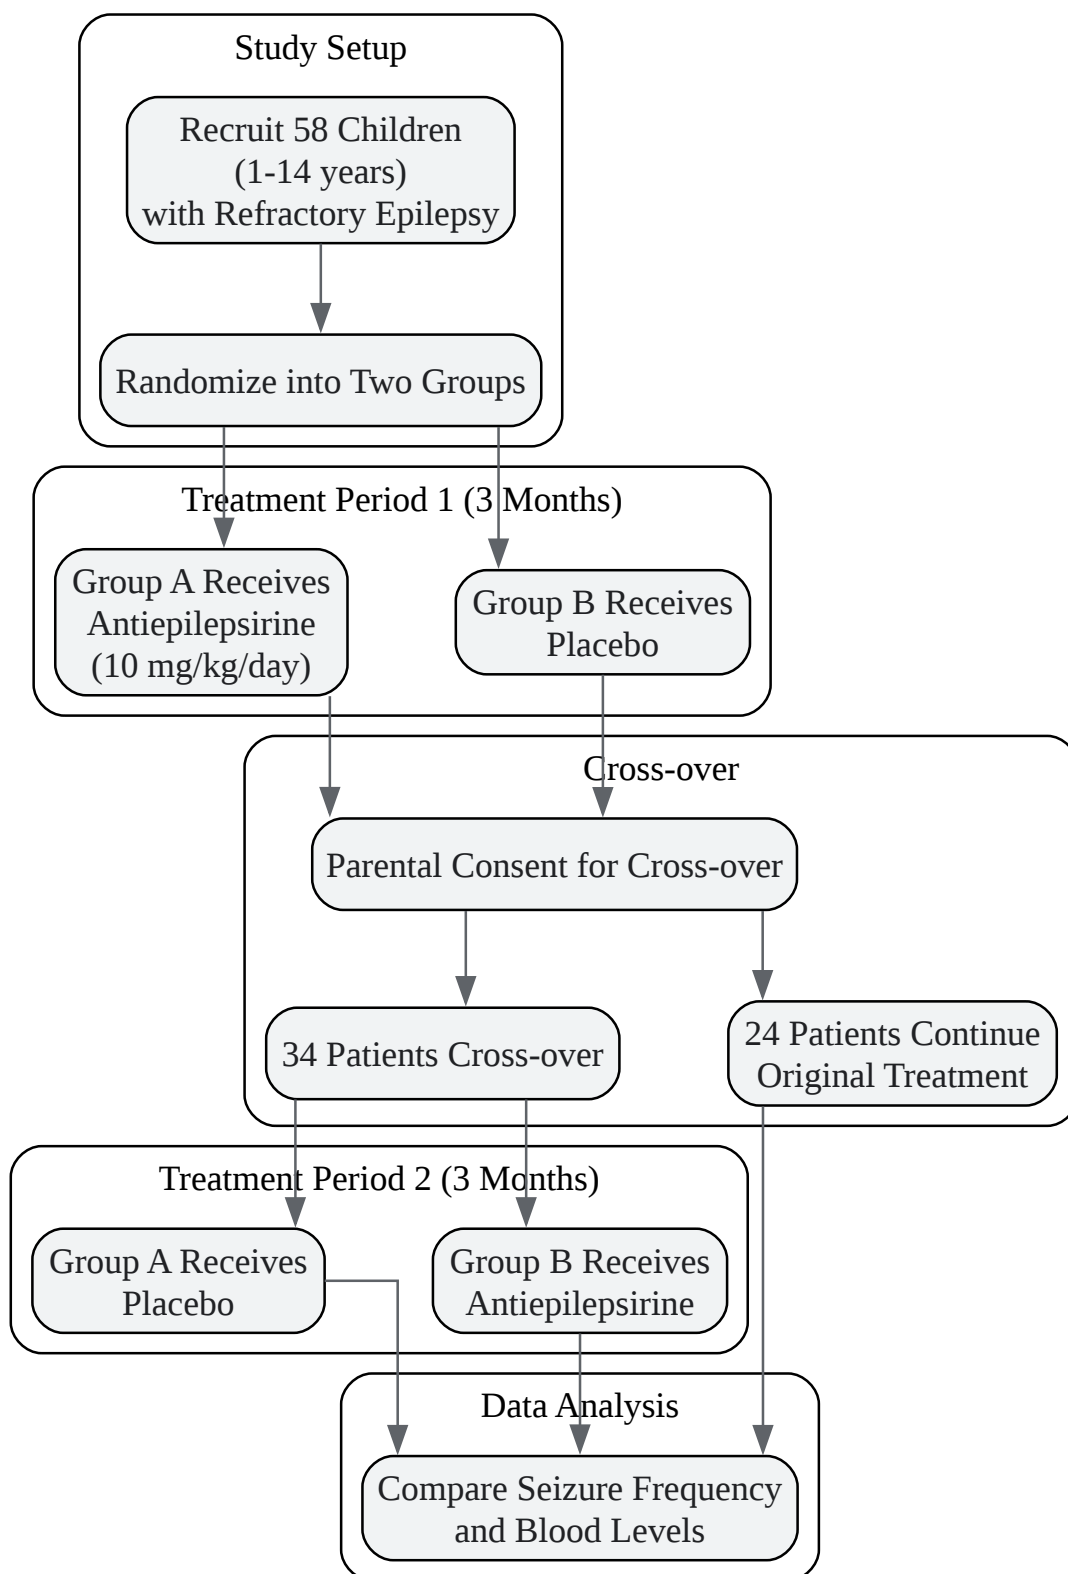 Study Setup
Recruit 58 Children
(1-14 years)
with Refractory Epilepsy
Randomize into Two Groups
Treatment Period 1 (3 Months)
Group A Receives
Antiepilepsirine
(10 mg/kg/day)
Group B Receives
Placebo
Cross-over
Parental Consent for Cross-over
34 Patients Cross-over
24 Patients Continue
Original Treatment
Treatment Period 2 (3 Months)
Group A Receives
Placebo
Group B Receives
Antiepilepsirine
Data Analysis
Compare Seizure Frequency
and Blood Levels